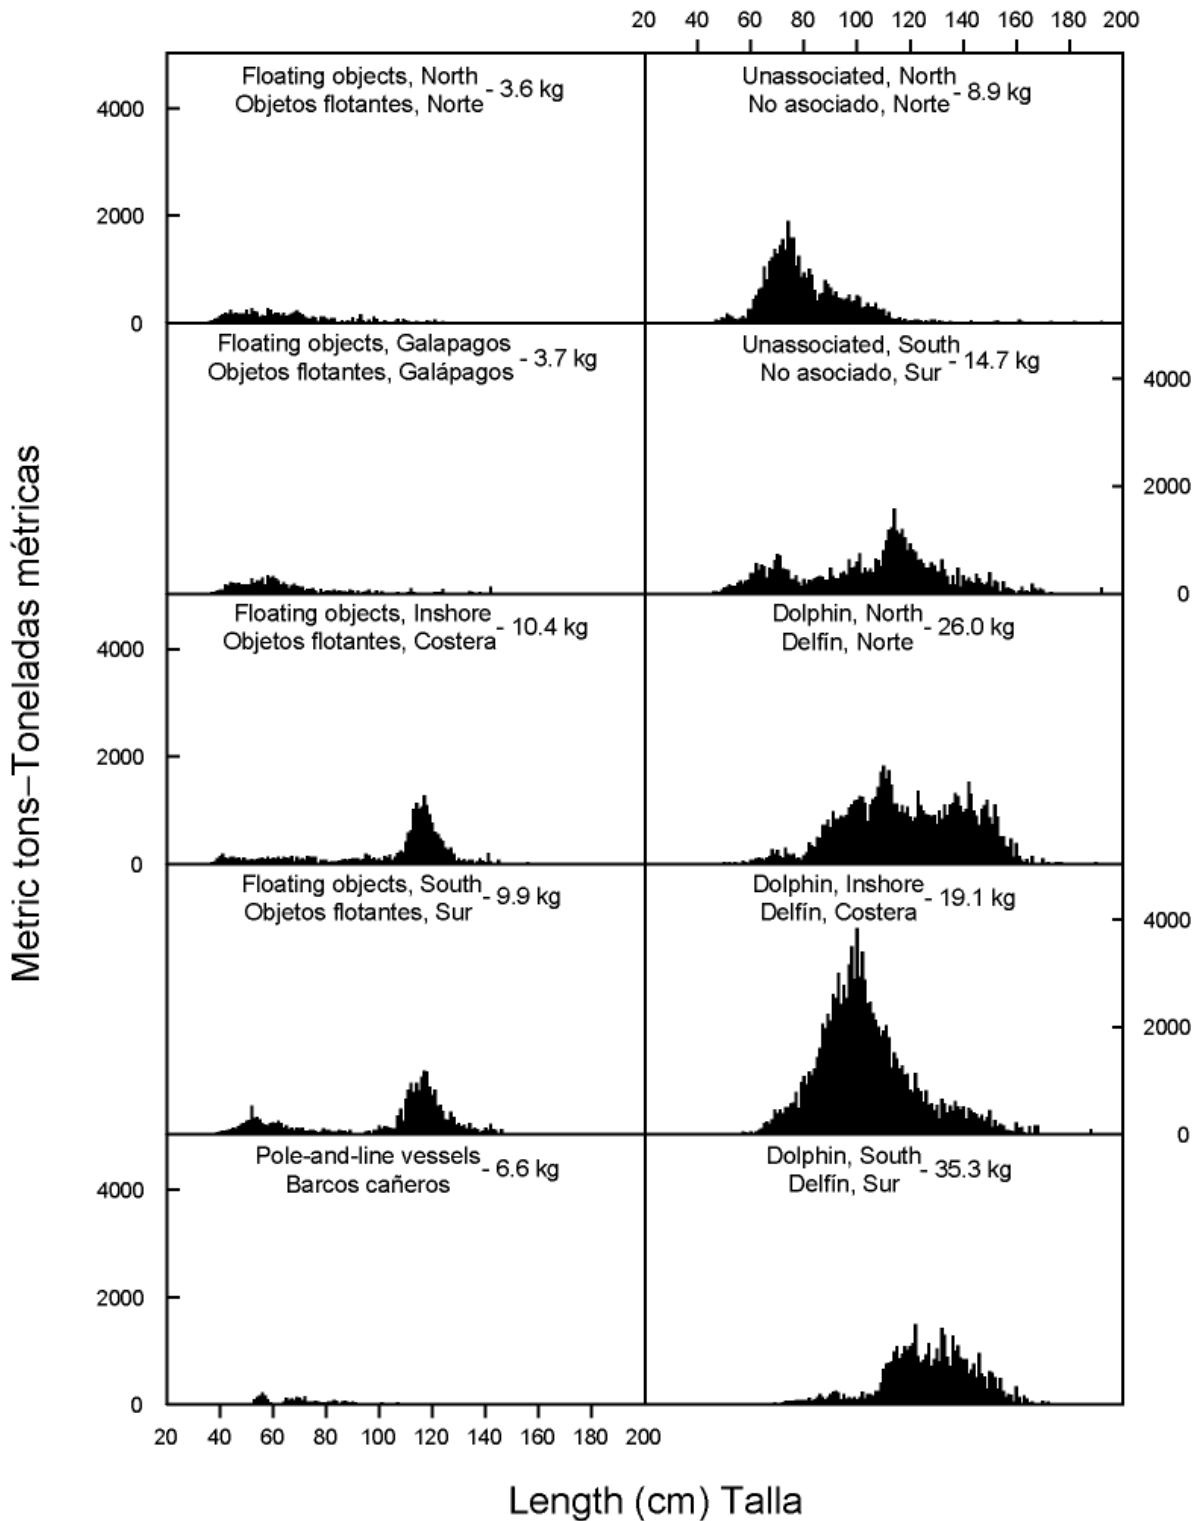 20 40 60 80 100 120 140 160 180 200
Floating objects, North
Objetos flotantes, Norte
- 3.6 kg
Unassociated, North
No asociado, Norte
- 8.9 kg
4000
2000
0
Floating objects, Galapagos
Objetos flotantes, Galápagos
- 3.7 kg
Unassociated, South
No asociado, Sur
- 14.7 kg
4000
2000
0
Floating objects, Inshore
Objetos flotantes, Costera
- 10.4 kg
Dolphin, North
Delfín, Norte
- 26.0 kg
4000
2000
0
Floating objects, South
Objetos flotantes, Sur
- 9.9 kg
Dolphin, Inshore
Delfín, Costera
- 19.1 kg
4000
2000
0
Pole-and-line vessels
Barcos cañeros
- 6.6 kg
Dolphin, South
Delfín, Sur
- 35.3 kg
4000
2000
0
20 40 60 80 100 120 140 160 180 200
Metric tons–Toneladas métricas
Length (cm) Talla